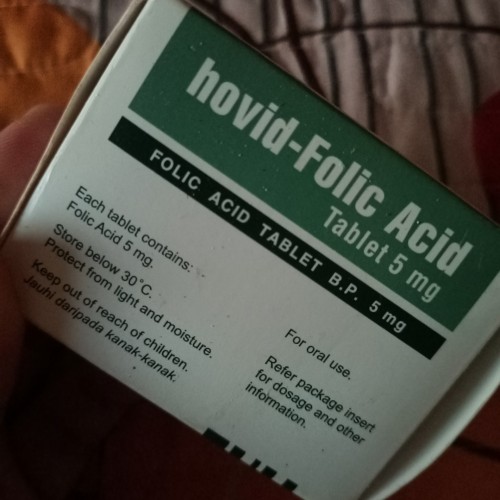 hovid-Folic Acid
Tablet 5 mg
FOLIC ACID TABLET B.P. 5 mg
Each tablet contains:
Folic Acid 5 mg.
Store below 30°C.
Protect from light and moisture.
Keep out of reach of children.
Jauhi daripada kanak-kanak.
For oral use.
Refer package insert
for dosage and other
information.